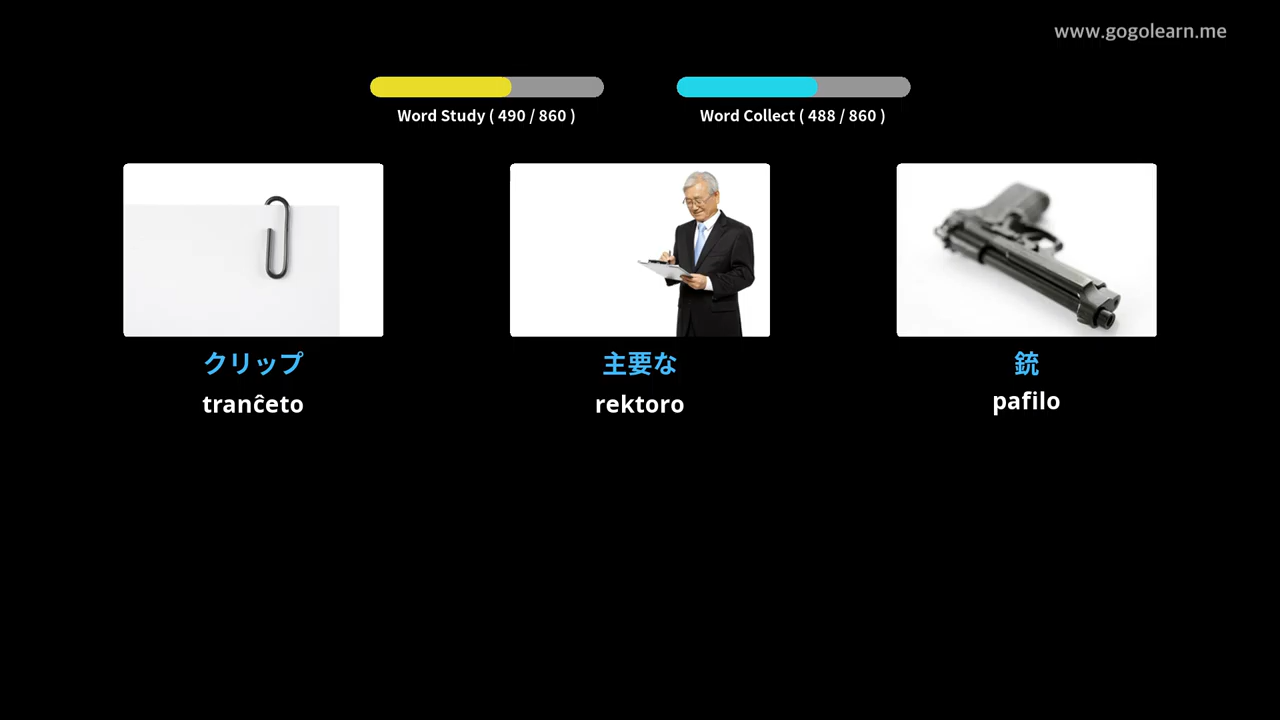 www.gogolearn.me
Word Study ( 490 / 860 )
Word Collect ( 488 / 860 )
クリップ
tranĉeto
主要な
rektoro
銃
pafilo